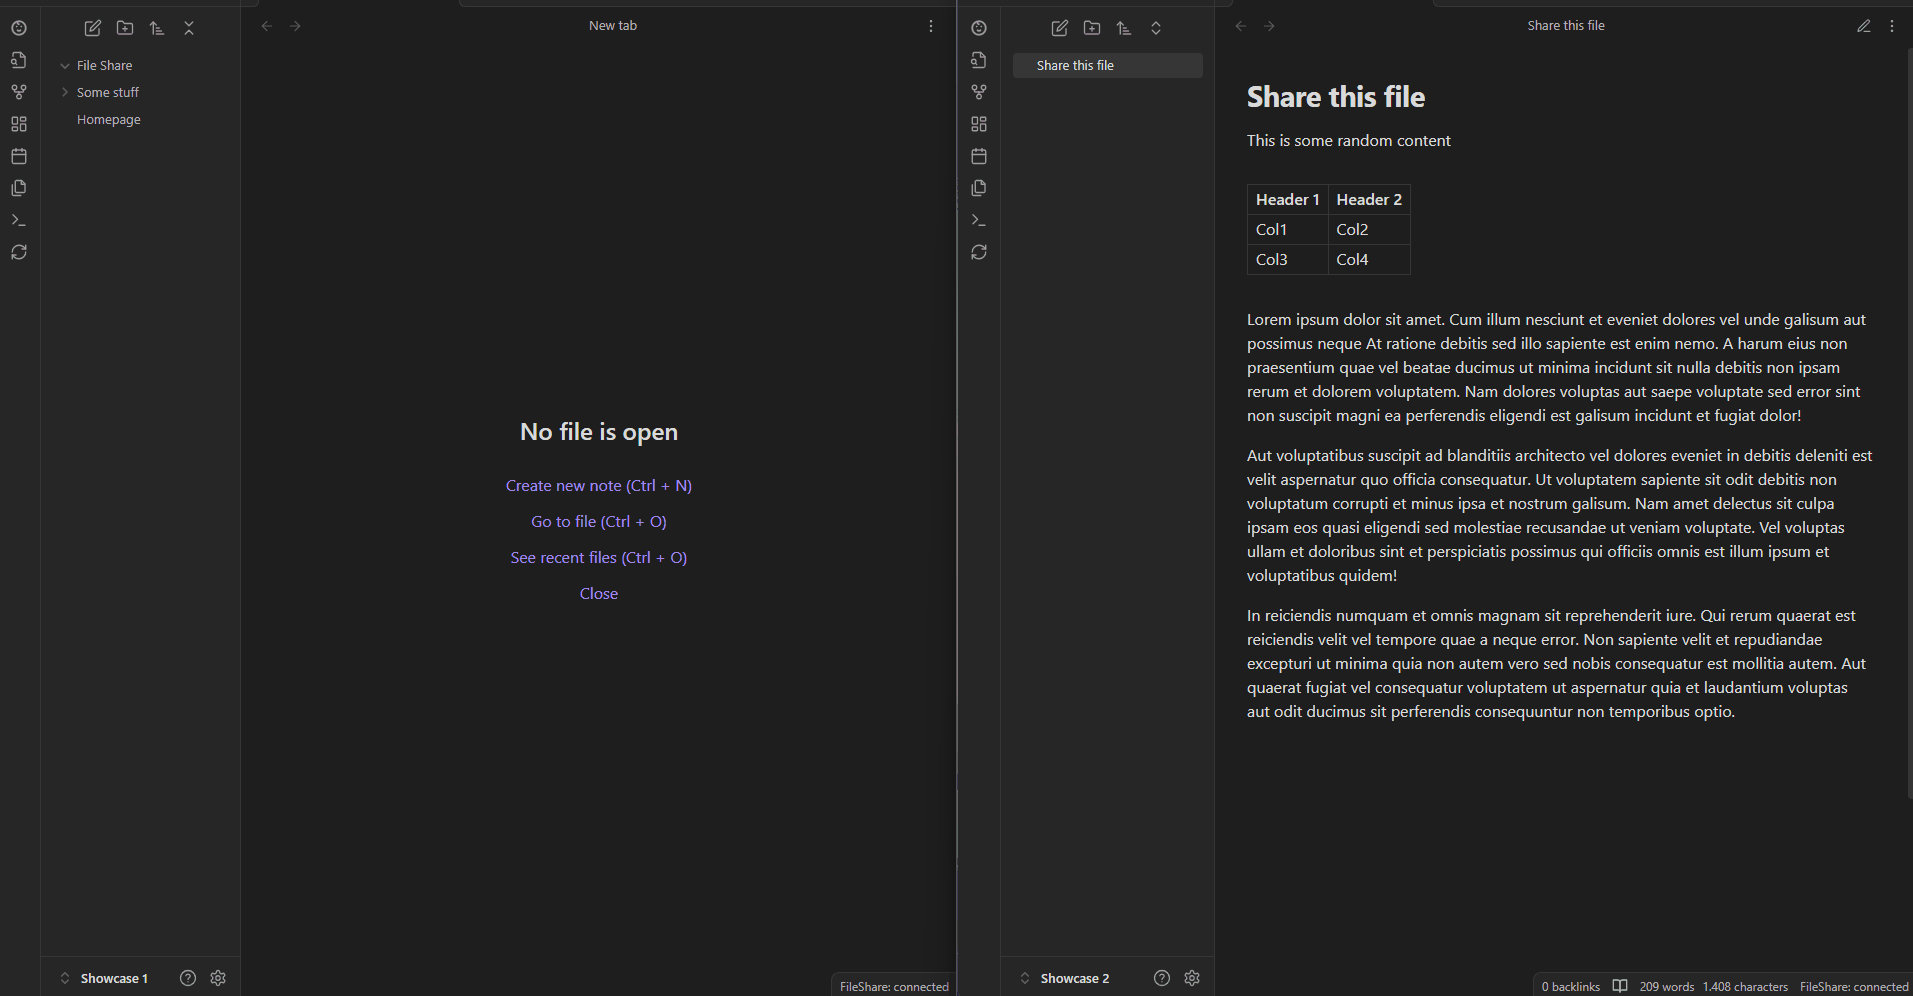 New tab
File Share
Some stuff
Homepage
No file is open
Create new note (Ctrl + N)
Go to file (Ctrl + O)
See recent files (Ctrl + O)
Close
Showcase 1
FileShare: connected
Share this file
Share this file
Share this file
This is some random content
Header 1 Header 2
Col1 Col2
Col3 Col4
Lorem ipsum dolor sit amet. Cum illum nesciunt et eveniet dolores vel unde galisum aut
possimus neque At ratione debitis sed illo sapiente est enim nemo. A harum eius non
praesentium quae vel beatae ducimus ut minima incidunt sit nulla debitis non ipsam
rerum et dolorem voluptatem. Nam dolores voluptas aut saepe voluptate sed error sint
non suscipit magni ea perferendis eligendi est galisum incidunt et fugiat dolor!
Aut voluptatibus suscipit ad blanditiis architecto vel dolores eveniet in debitis deleniti est
velit aspernatur quo officia consequatur. Ut voluptatem sapiente sit odit debitis non
voluptatum corrupti et minus ipsa et nostrum galisum. Nam amet delectus sit culpa
ipsam eos quasi eligendi sed molestiae recusandae ut veniam voluptate. Vel voluptas
ullam et doloribus sint et perspiciatis possimus qui officiis omnis est illum ipsum et
voluptatibus quidem!
In reiciendis numquam et omnis magnam sit reprehenderit iure. Qui rerum quaerat est
reiciendis velit vel tempore quae a neque error. Non sapiente velit et repudiandae
excepturi ut minima quia non autem vero sed nobis consequatur est mollitia autem. Aut
quaerat fugiat vel consequatur voluptatem ut aspernatur quia et laudantium voluptas
aut odit ducimus sit perferendis consequuntur non temporibus optio.
Showcase 2
0 backlinks 209 words 1.408 characters FileShare: connected